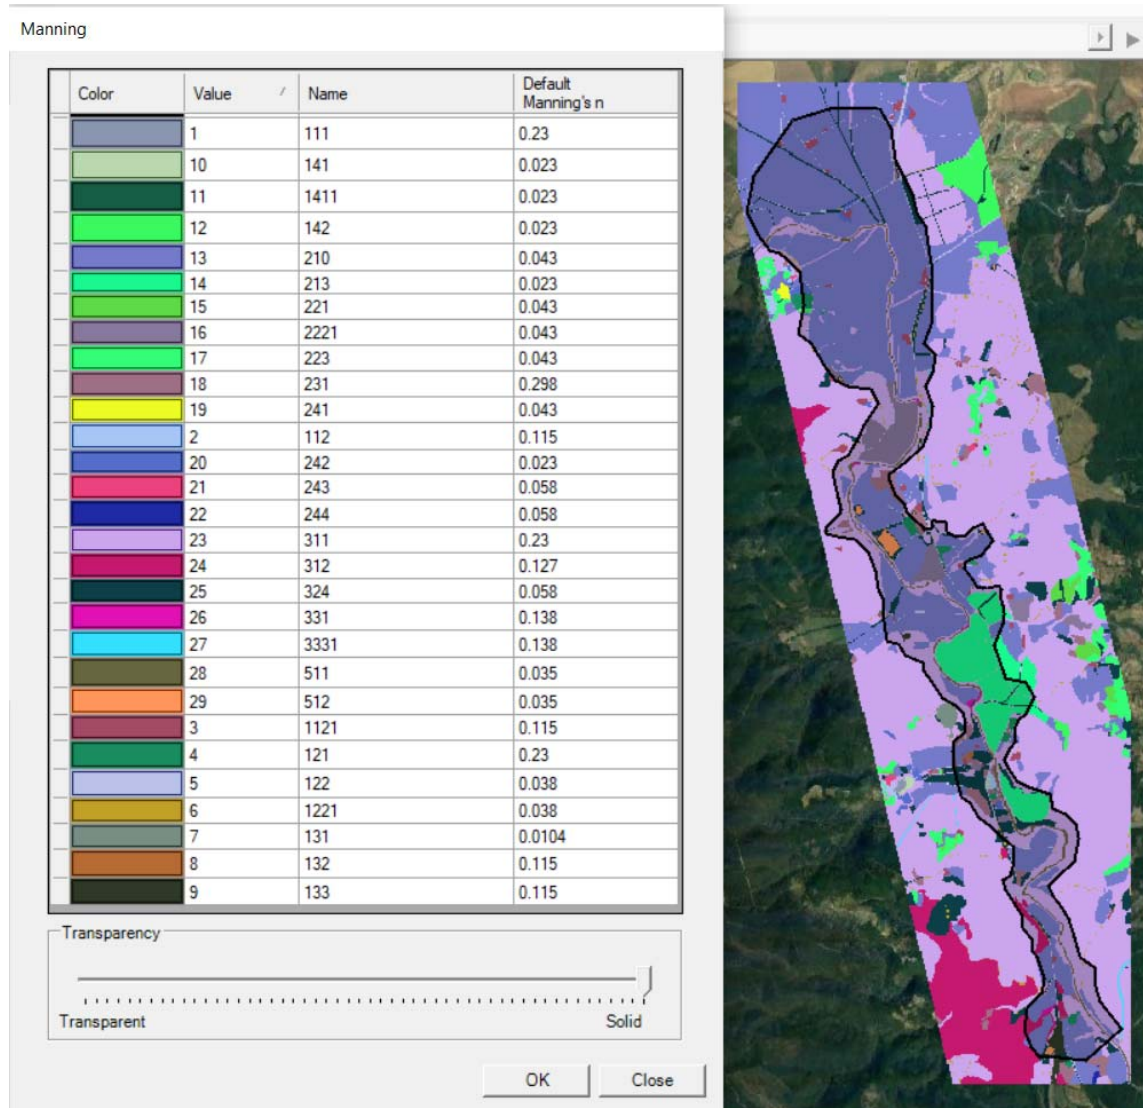 Manning
Color Value / Name Default Manning's n
1 111 0.23
10 141 0.023
11 1411 0.023
12 142 0.023
13 210 0.043
14 213 0.023
15 221 0.043
16 2221 0.043
17 223 0.043
18 231 0.298
19 241 0.043
2 112 0.115
20 242 0.023
21 243 0.058
22 244 0.058
23 311 0.23
24 312 0.127
25 324 0.058
26 331 0.138
27 3331 0.138
28 511 0.035
29 512 0.035
3 1121 0.115
4 121 0.23
5 122 0.038
6 1221 0.038
7 131 0.0104
8 132 0.115
9 133 0.115
Transparency
Transparent Solid
OK Close